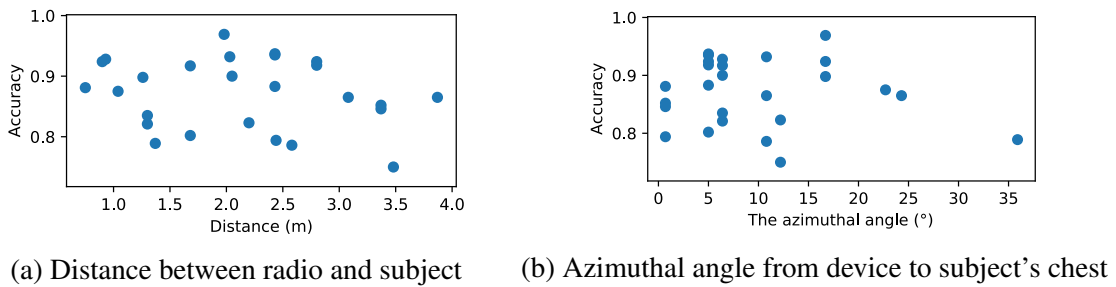 1.0
0.9
0.8
Accuracy
1.0 1.5 2.0 2.5 3.0 3.5 4.0
Distance (m)
(a) Distance between radio and subject
1.0
0.9
0.8
Accuracy
0 5 10 15 20 25 30 35
The azimuthal angle (°)
(b) Azimuthal angle from device to subject's chest